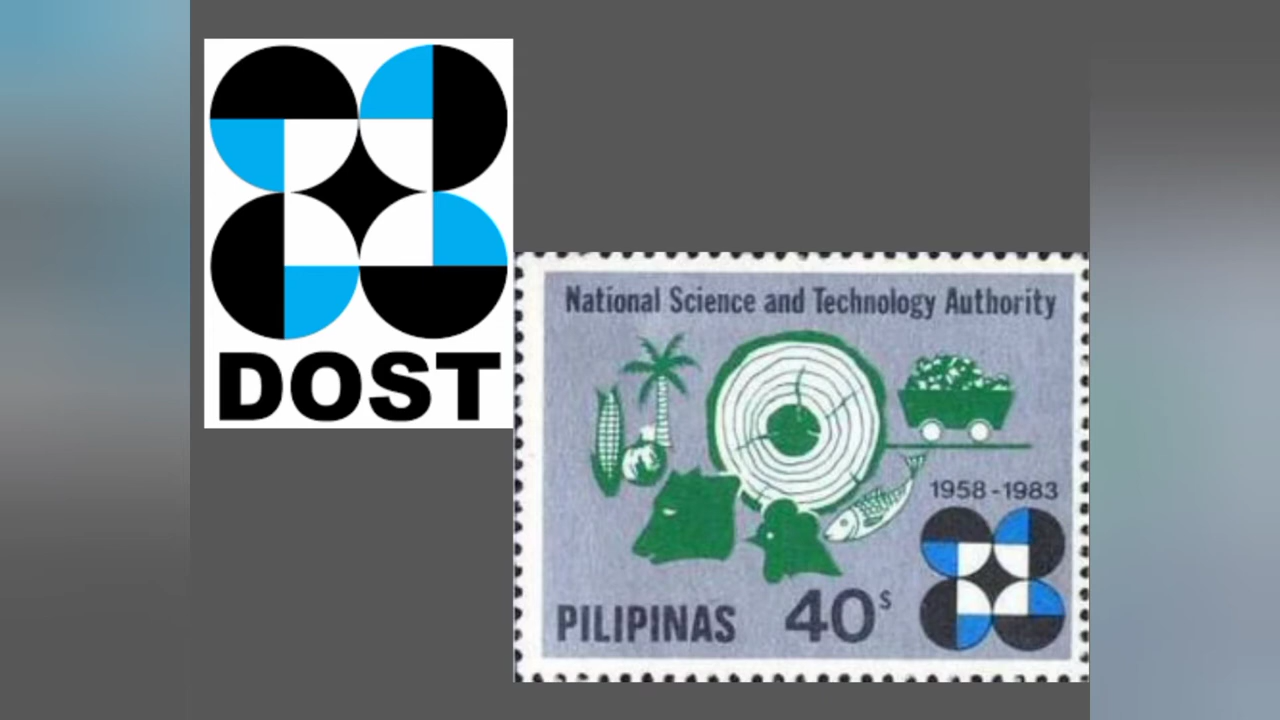 DOST
National Science and Technology Authority
1958-1983
PILIPINAS 40s